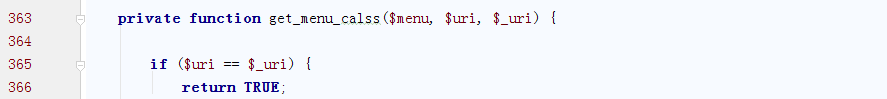 363 private function get_menu_calss($menu, $uri, $_uri) {
364
365 if ($uri == $_uri) {
366 return TRUE;